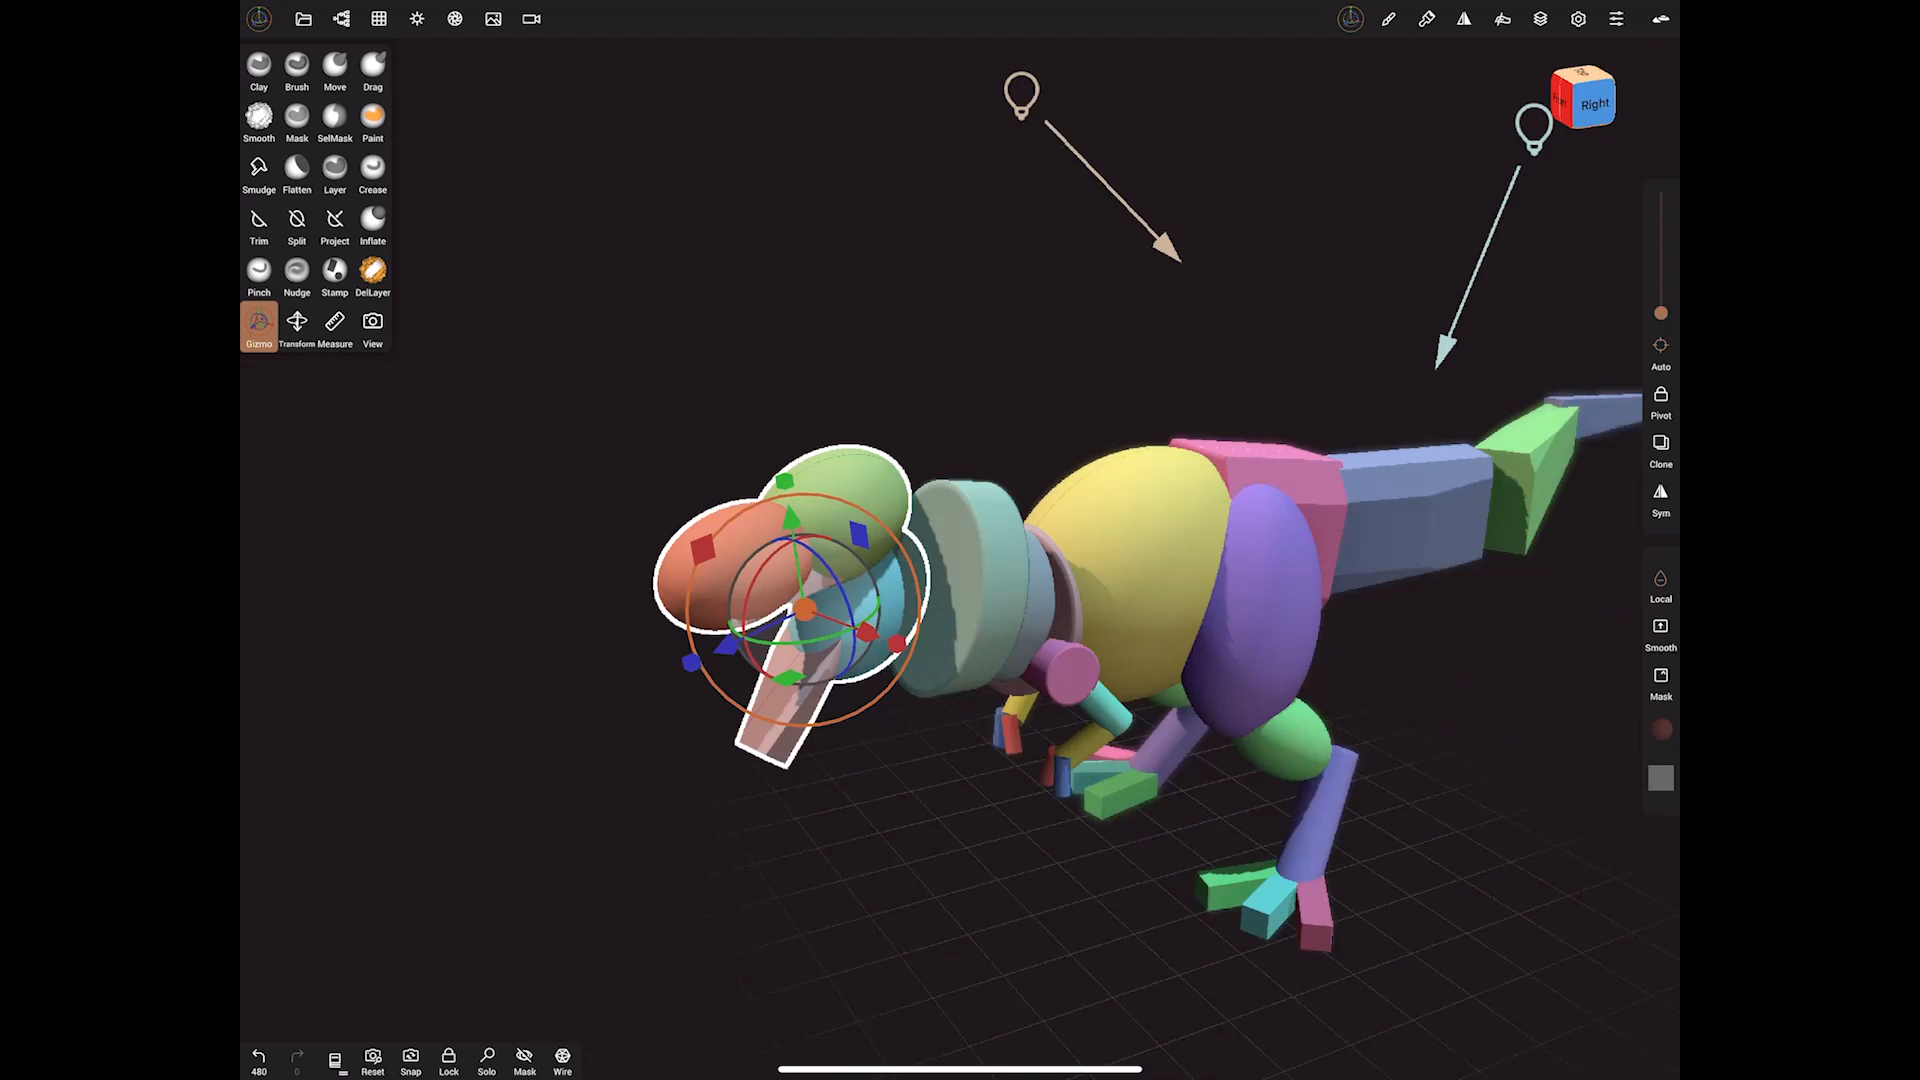 Clay Brush Move Drag
Smooth Mask SelMask Paint
Smudge Flatten Layer Crease
Trim Split Project Inflate
Pinch Nudge Stamp DelLayer
Gizmo Transform Measure View
Top
Right
Auto
Pivot
Clone
Sym
Local
Smooth
Mask
480 0 Reset Snap Lock Solo Mask Wire